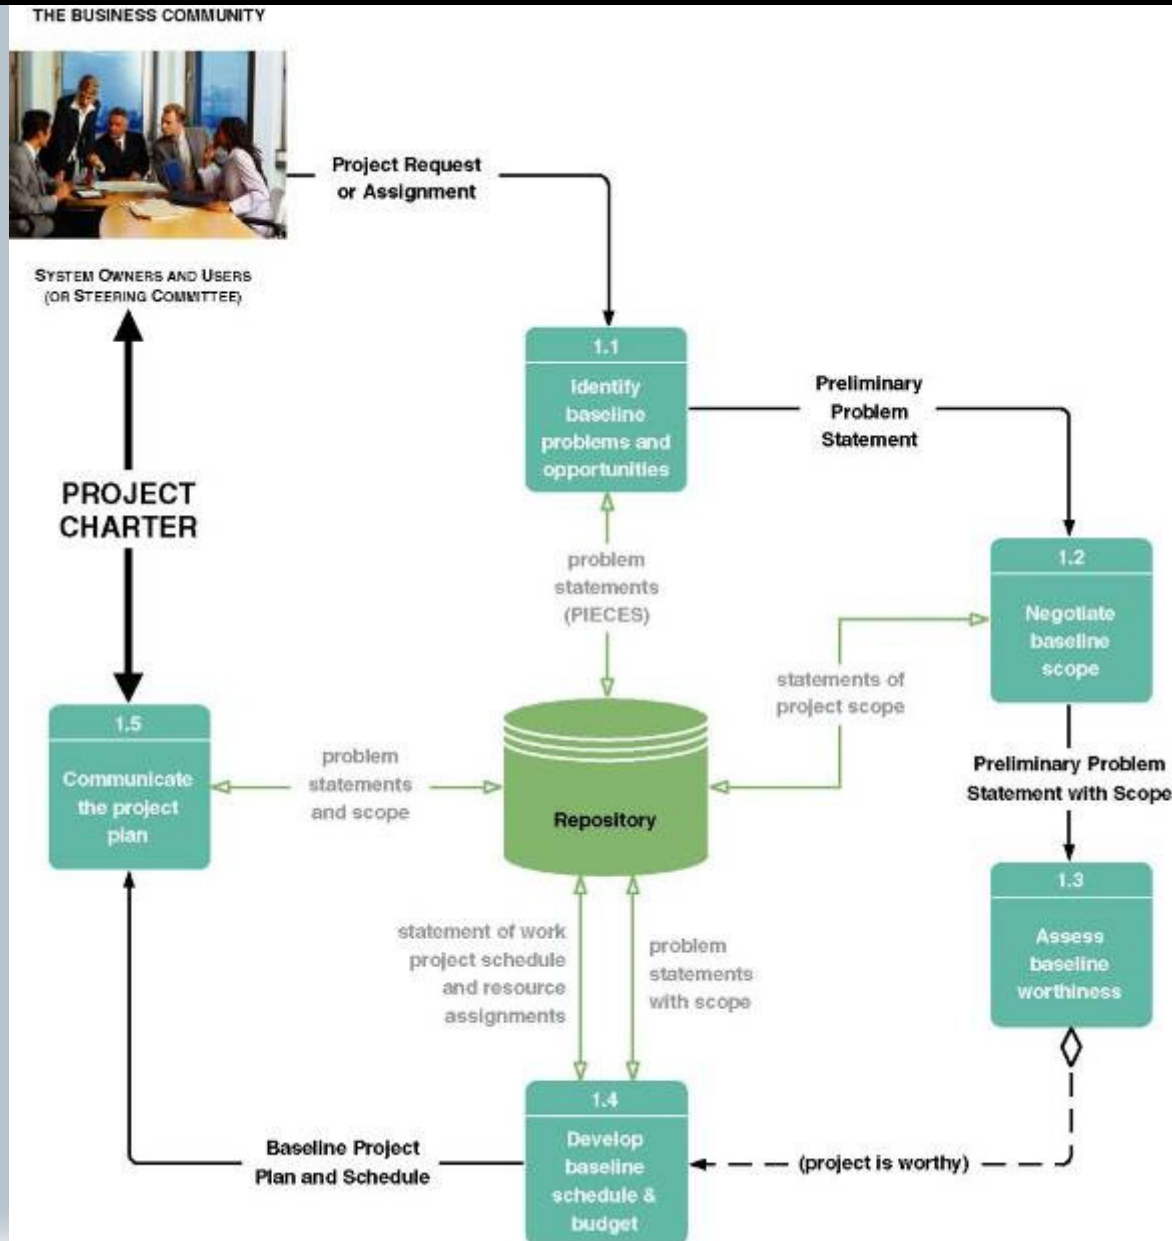 THE BUSINESS COMMUNITY
Project Request
or Assignment
SYSTEM OWNERS AND USERS
(OR STEERING COMMITTEE)
1.1
Identify
baseline
problems and
opportunities
Preliminary
Problem
Statement
PROJECT
CHARTER
problem
statements
(PIECES)
1.2
Negotiate
baseline
scope
statements of
project scope
1.5
Communicate
the project
plan
problem
statements
and scope
Repository
Preliminary Problem
Statement with Scope
1.3
Assess
baseline
worthiness
statement of work
project schedule
and resource
assignments
problem
statements
with scope
1.4
Develop
baseline
schedule &
budget
Baseline Project
Plan and Schedule
(project is worthy)